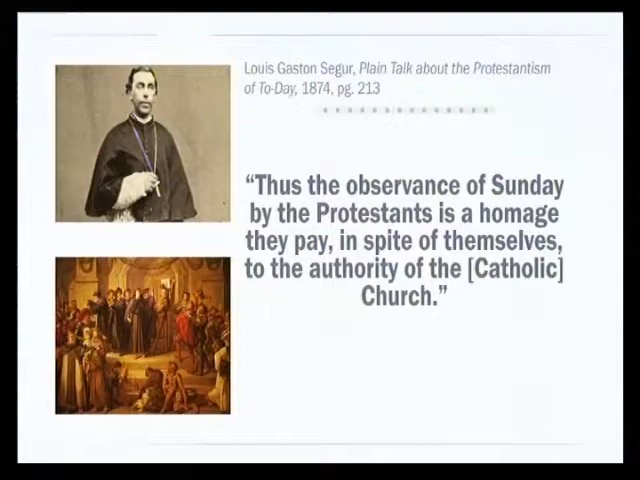 Louis Gaston Segur, Plain Talk about the Protestantism
of To-Day, 1874, pg. 213
“Thus the observance of Sunday
by the Protestants is a homage
they pay, in spite of themselves,
to the authority of the [Catholic]
Church.”